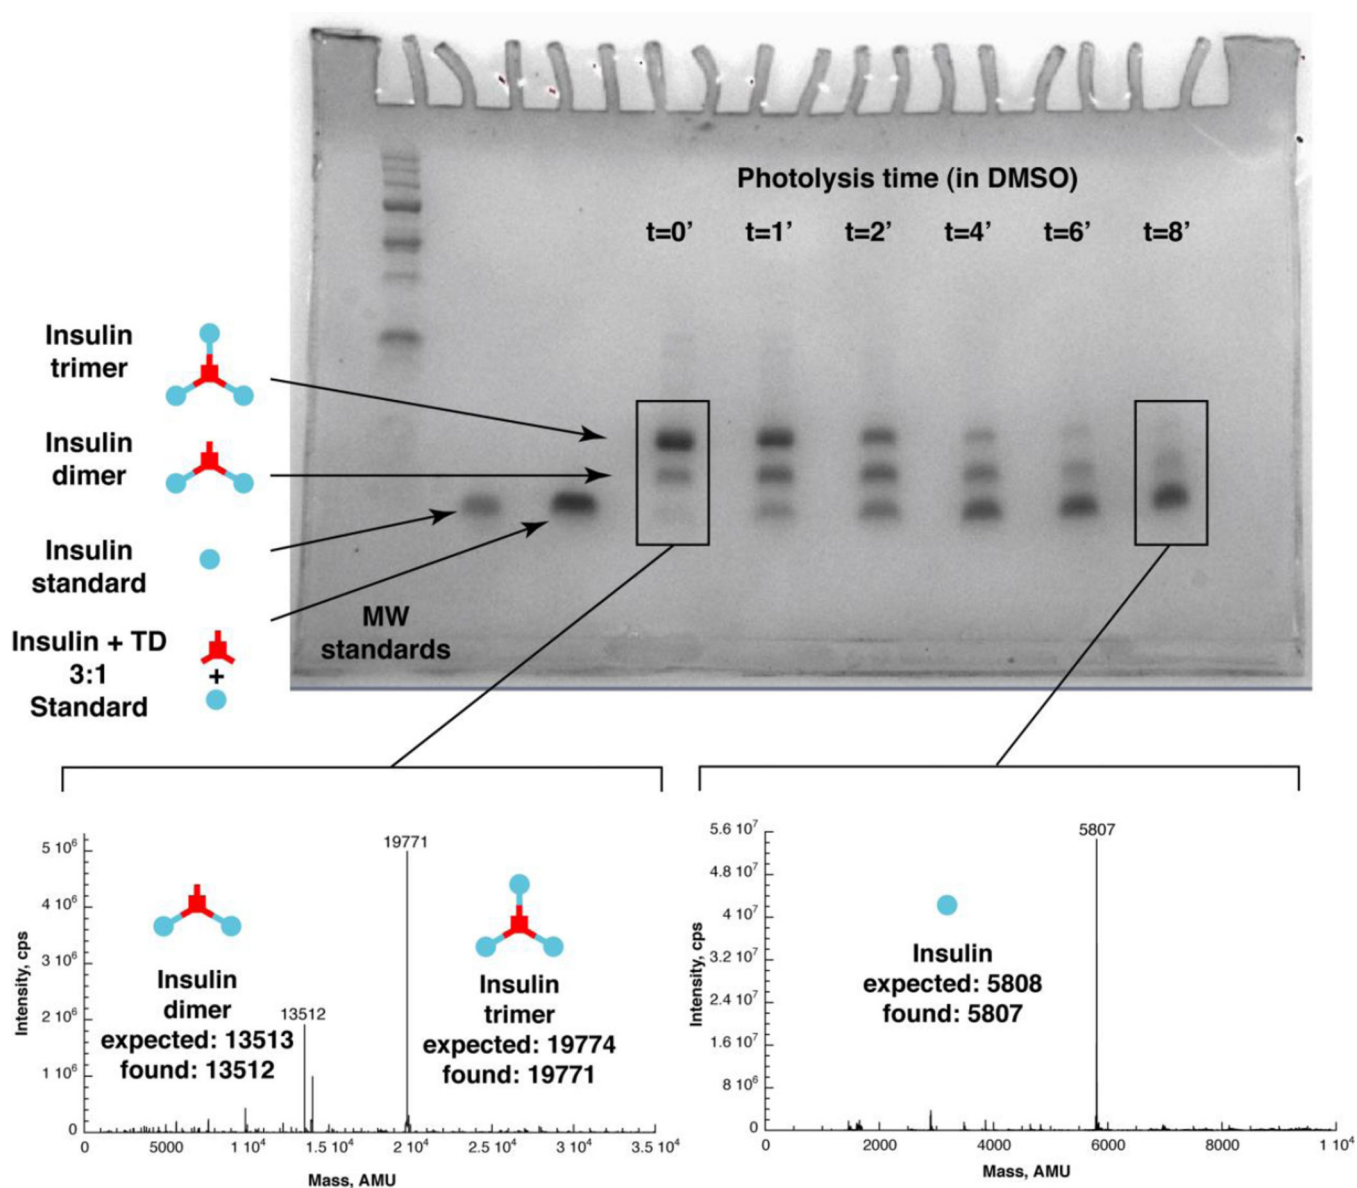 Photolysis time (in DMSO)
t=0’ t=1’ t=2’ t=4’ t=6’ t=8’
Insulin
trimer
Insulin
dimer
Insulin
standard
Insulin + TD
3:1
Standard
+
MW
standards
5 10⁶
4 10⁶
3 10⁶
2 10⁶
1 10⁶
0
Intensity, cps
19771
13512
Insulin
dimer
expected: 13513
found: 13512
Insulin
trimer
expected: 19774
found: 19771
0 5000 1 10⁴ 1.5 10⁴ 2 10⁴ 2.5 10⁴ 3 10⁴ 3.5 10⁴
Mass, AMU
5.6 10⁷
4.8 10⁷
4 10⁷
3.2 10⁷
2.4 10⁷
1.6 10⁷
8 10⁶
0
Intensity, cps
5807
Insulin
expected: 5808
found: 5807
0 2000 4000 6000 8000 1 10⁴
Mass, AMU